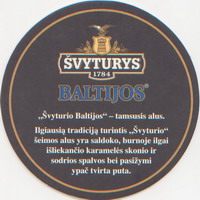 ŠVYTURYS
1784
BALTIJOS®
„Švyturio Baltijos“ – tamsusis alus.
Ilgiausią tradiciją turintis „Švyturio“
šeimos alus yra saldoko, burnoje ilgai
išliekančio karamelės skonio ir
sodrios spalvos bei pasižymi
ypač tvirta puta.